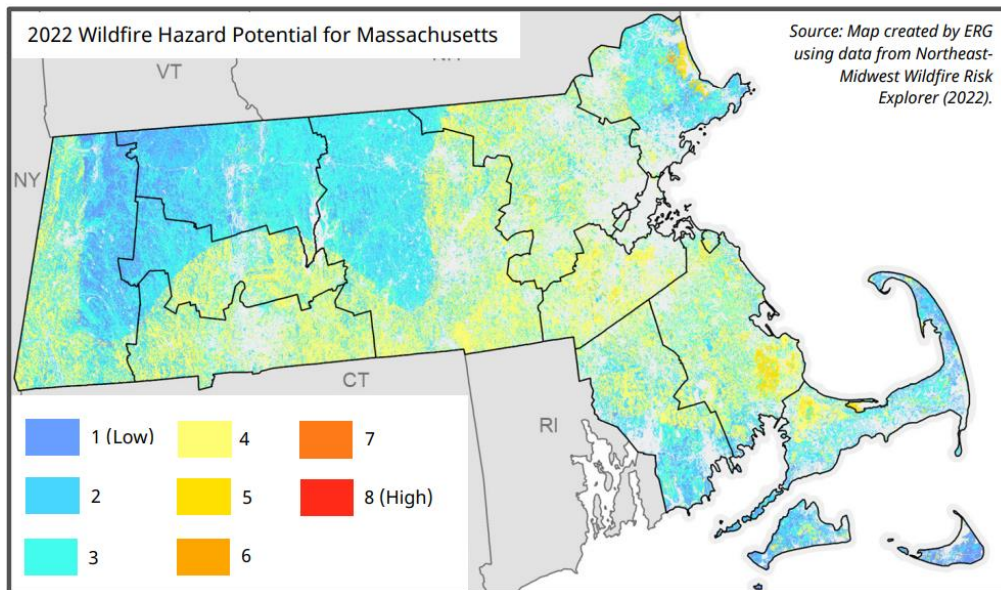 2022 Wildfire Hazard Potential for Massachusetts
Source: Map created by ERG
using data from Northeast-
Midwest Wildfire Risk
Explorer (2022).
VT
NY
CT
RI
1 (Low)
2
3
4
5
6
7
8 (High)